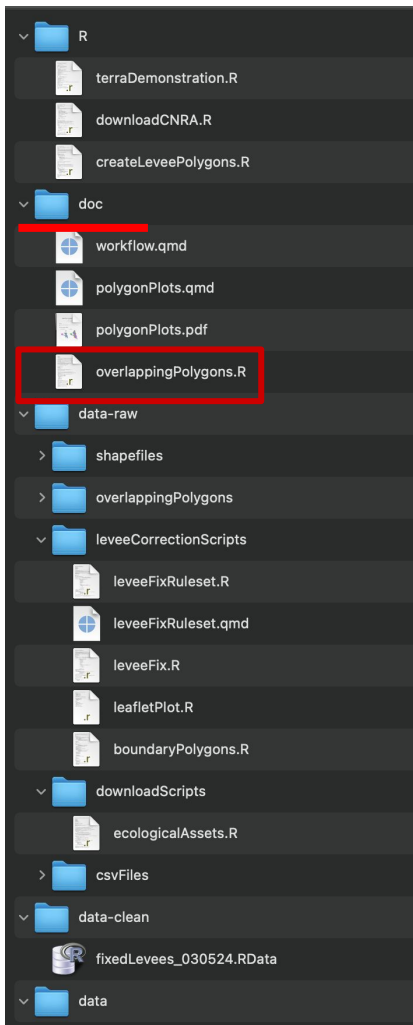 R
terraDemonstration.R
downloadCNRA.R
createLeveePolygons.R
doc
workflow.qmd
polygonPlots.qmd
polygonPlots.pdf
overlappingPolygons.R
data-raw
shapefiles
overlappingPolygons
leveeCorrectionScripts
leveeFixRuleset.R
leveeFixRuleset.qmd
leveeFix.R
leafletPlot.R
boundaryPolygons.R
downloadScripts
ecologicalAssets.R
csvFiles
data-clean
fixedLevees_030524.RData
data